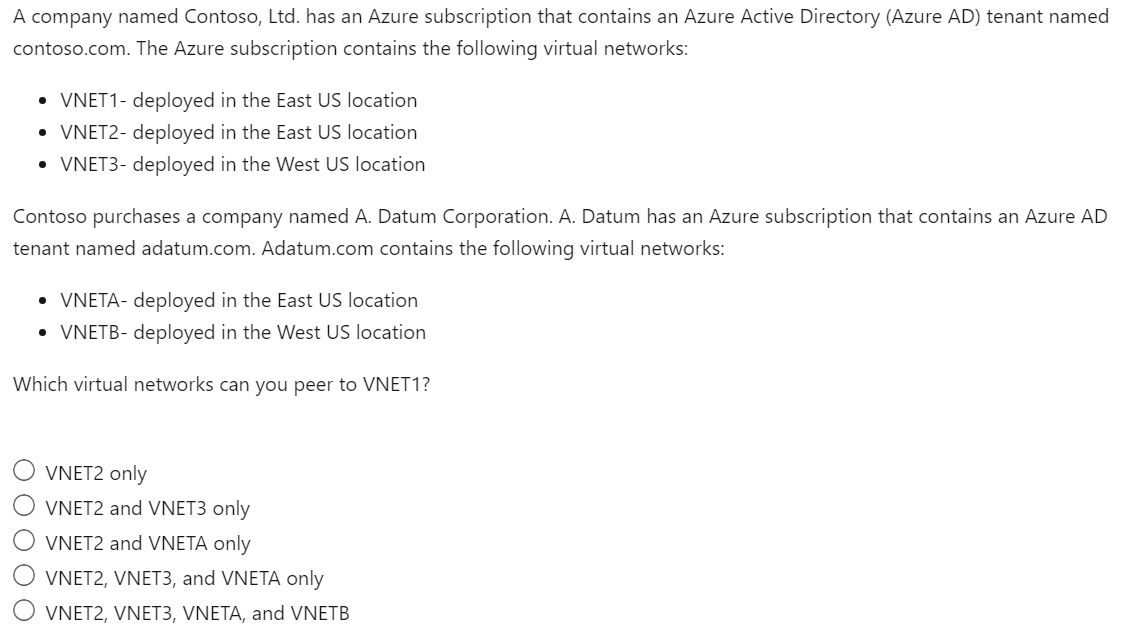 A company named Contoso, Ltd. has an Azure subscription that contains an Azure Active Directory (Azure AD) tenant named
contoso.com. The Azure subscription contains the following virtual networks:
• VNET1- deployed in the East US location
• VNET2- deployed in the East US location
• VNET3- deployed in the West US location
Contoso purchases a company named A. Datum Corporation. A. Datum has an Azure subscription that contains an Azure AD
tenant named adatum.com. Adatum.com contains the following virtual networks:
• VNETA- deployed in the East US location
• VNETB- deployed in the West US location
Which virtual networks can you peer to VNET1?
VNET2 only
VNET2 and VNET3 only
VNET2 and VNETA only
VNET2, VNET3, and VNETA only
VNET2, VNET3, VNETA, and VNETB